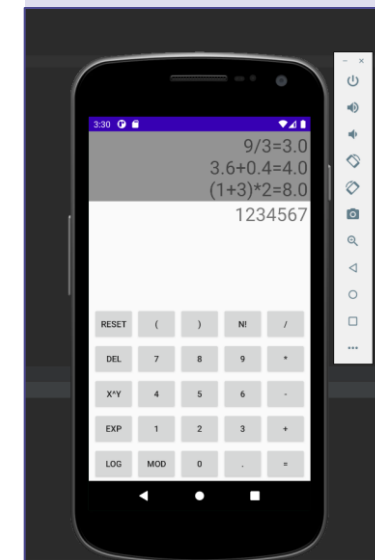 3:30
9/3=3.0
3.6+0.4=4.0
(1+3)*2=8.0
1234567
RESET ( ) N! /
DEL 7 8 9 *
X^Y 4 5 6 -
EXP 1 2 3 +
LOG MOD 0 . =